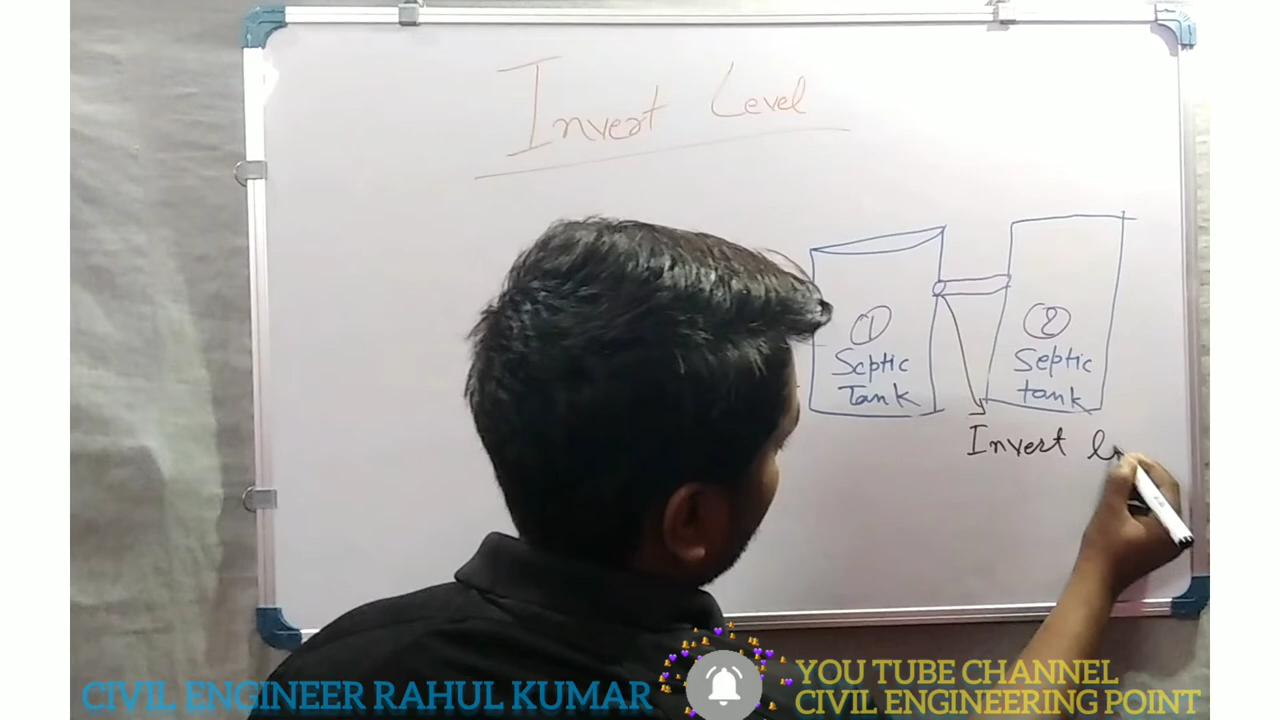 Invert Level
1
Septic
Tank
2
Septic
tank
Invert
CIVIL ENGINEER RAHUL KUMAR
YOU TUBE CHANNEL
CIVIL ENGINEERING POINT